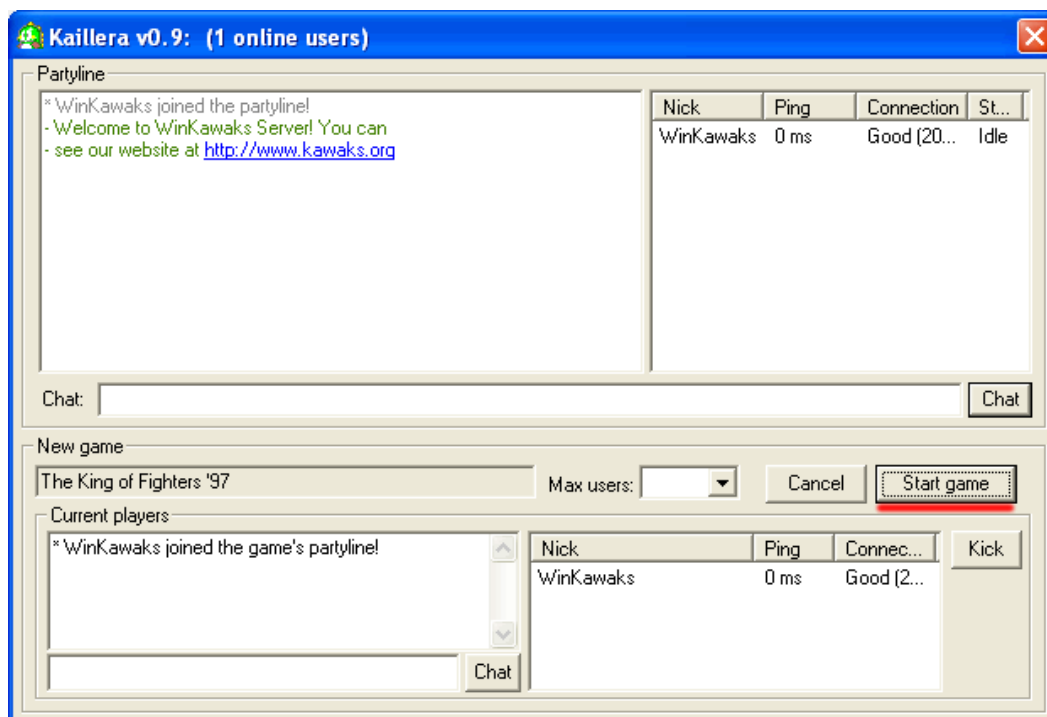 Kaillera v0.9: (1 online users)
Partyline
* WinKawaks joined the partyline!
- Welcome to WinKawaks Server! You can
- see our website at http://www.kawaks.org
Nick Ping Connection St...
WinKawaks 0 ms Good (20... Idle
Chat: Chat
New game
The King of Fighters '97 Max users: Cancel Start game
Current players
* WinKawaks joined the game's partyline!
Nick Ping Connec... Kick
WinKawaks 0 ms Good (2...
Chat